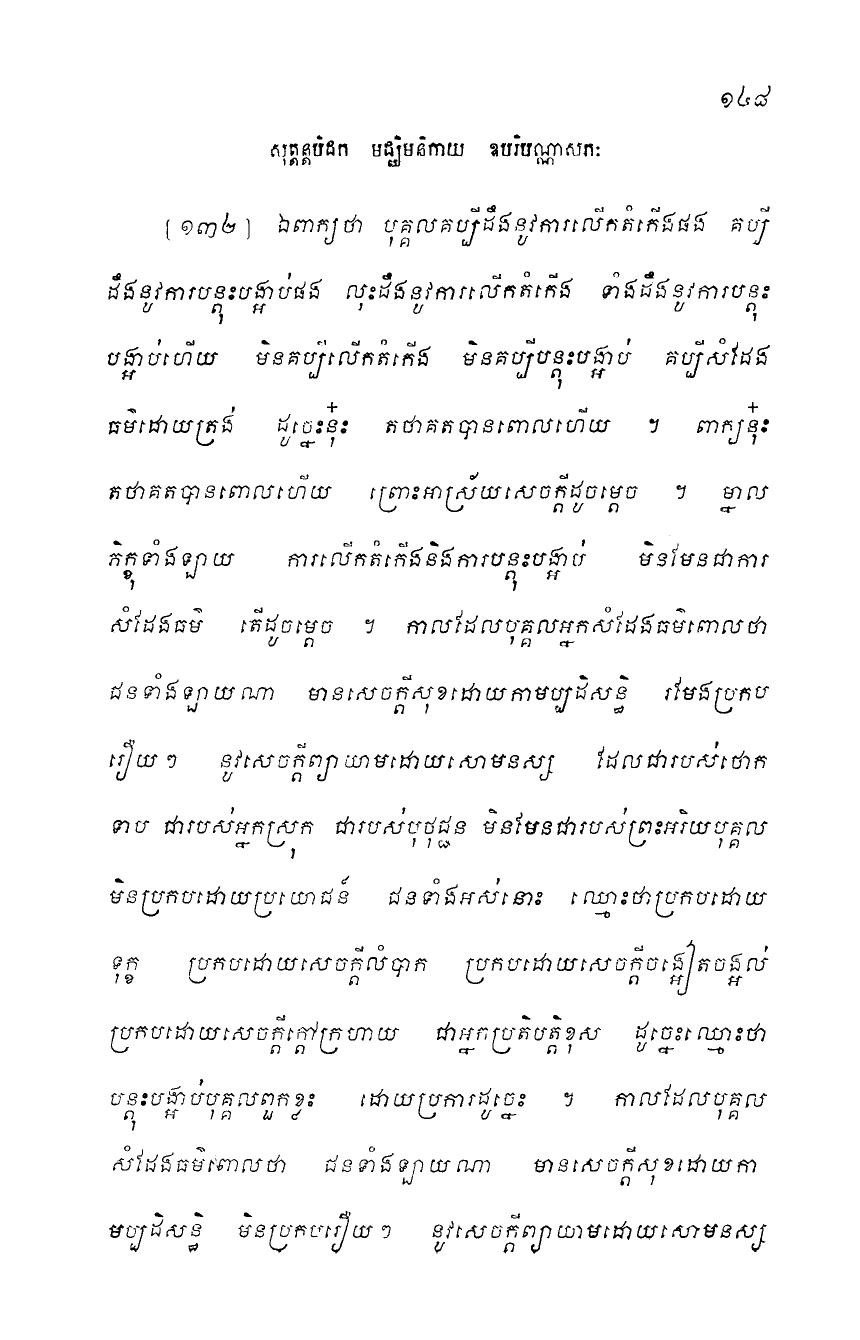 ១៤៨
សុត្តន្តបិដក មជ្ឈិមនិកាយ ឧបរិបណ្ណាសកៈ
[១៣២] ឯពាក្យថា បុគ្គលគប្បីដឹងនូវការលើកតំកើងផង គប្បី
ដឹងនូវការបន្តុះបង្អាប់ផង លុះដឹងនូវការលើកតំកើង ទាំងដឹងនូវការបន្តុះ
បង្អាប់ហើយ មិនគប្បីលើកតំកើង មិនគប្បីបន្តុះបង្អាប់ គប្បីសំដែង
ធម៌ដោយត្រង់ ដូច្នេះនុ៎ះ តថាគតបានពោលហើយ ។ ពាក្យនុ៎ះ
តថាគតបានពោលហើយ ព្រោះអាស្រ័យសេចក្តីដូចម្តេច ។ ម្នាល
ភិក្ខុទាំងឡាយ ការលើកតំកើងនិងការបន្តុះបង្អាប់ មិនមែនជាការ
សំដែងធម៌ តើដូចម្តេច ។ កាលដែលបុគ្គលអ្នកសំដែងធម៌ពោលថា
ជនទាំងឡាយណា មានសេចក្តីសុខដោយកាមប្បដិសន្ធិ រមែងប្រកប
រឿយៗ នូវសេចក្តីព្យាយាមដោយសោមនស្ស ដែលជារបស់ថោក
ទាប ជារបស់អ្នកស្រុក ជារបស់បុថុជ្ជន មិនមែនជារបស់ព្រះអរិយបុគ្គល
មិនប្រកបដោយប្រយោជន៍ ជនទាំងអស់នោះ ឈ្មោះថាប្រកបដោយ
ទុក្ខ ប្រកបដោយសេចក្តីលំបាក ប្រកបដោយសេចក្តីចង្អៀតចង្អល់
ប្រកបដោយសេចក្តីក្តៅក្រហាយ ជាអ្នកប្រតិបត្តិខុស ដូច្នេះឈ្មោះថា
បន្តុះបង្អាប់បុគ្គលពួកខ្លះ ដោយប្រការដូច្នេះ ។ កាលដែលបុគ្គល
សំដែងធម៌ពោលថា ជនទាំងឡាយណា មានសេចក្តីសុខដោយកា
មប្បដិសន្ធិ មិនប្រកបរឿយៗ នូវសេចក្តីព្យាយាមដោយសោមនស្ស